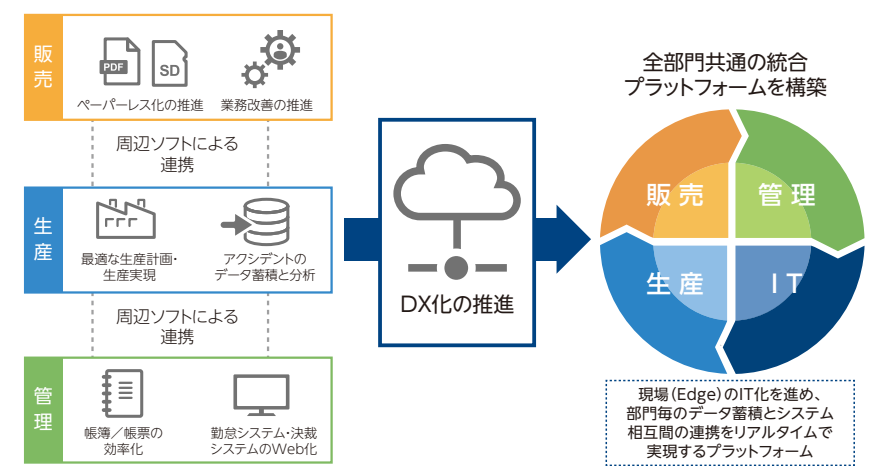 販売
PDF
SD
ペーパーレス化の推進
業務改善の推進
周辺ソフトによる
連携
生産
最適な生産計画・
生産実現
アクシデントの
データ蓄積と分析
周辺ソフトによる
連携
管理
帳簿／帳票の
効率化
勤怠システム・決裁
システムのWeb化
DX化の推進
全部門共通の統合
プラットフォームを構築
販売
管理
生産
IT
現場(Edge)のIT化を進め、
部門毎のデータ蓄積とシステム
相互間の連携をリアルタイムで
実現するプラットフォーム